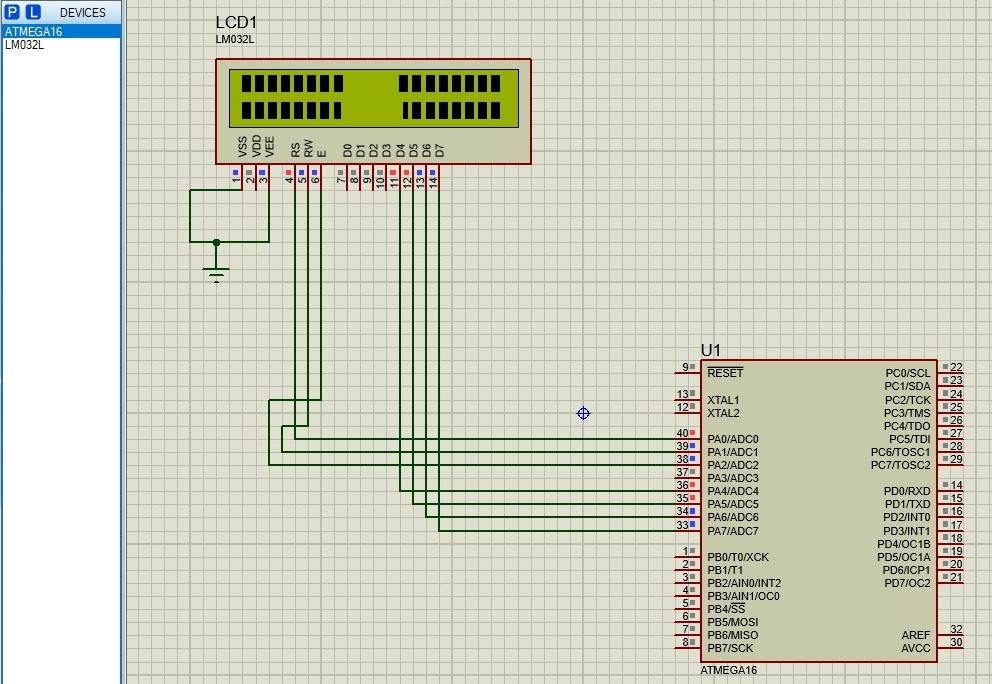 P L DEVICES
ATMEGA16
LM032L
LCD1
LM032L
VSS VDD VEE RS RW E D0 D1 D2 D3 D4 D5 D6 D7
1 2 3 4 5 6 7 8 9 10 11 12 13 14
U1
9 RESET PC0/SCL 22
PC1/SDA 23
13 XTAL1 PC2/TCK 24
12 XTAL2 PC3/TMS 25
PC4/TDO 26
40 PA0/ADC0 PC5/TDI 27
39 PA1/ADC1 PC6/TOSC1 28
38 PA2/ADC2 PC7/TOSC2 29
37 PA3/ADC3
36 PA4/ADC4 PD0/RXD 14
35 PA5/ADC5 PD1/TXD 15
34 PA6/ADC6 PD2/INT0 16
33 PA7/ADC7 PD3/INT1 17
PD4/OC1B 18
1 PB0/T0/XCK PD5/OC1A 19
2 PB1/T1 PD6/ICP1 20
3 PB2/AIN0/INT2 PD7/OC2 21
4 PB3/AIN1/OC0
5 PB4/SS
6 PB5/MOSI
7 PB6/MISO AREF 32
8 PB7/SCK AVCC 30
ATMEGA16